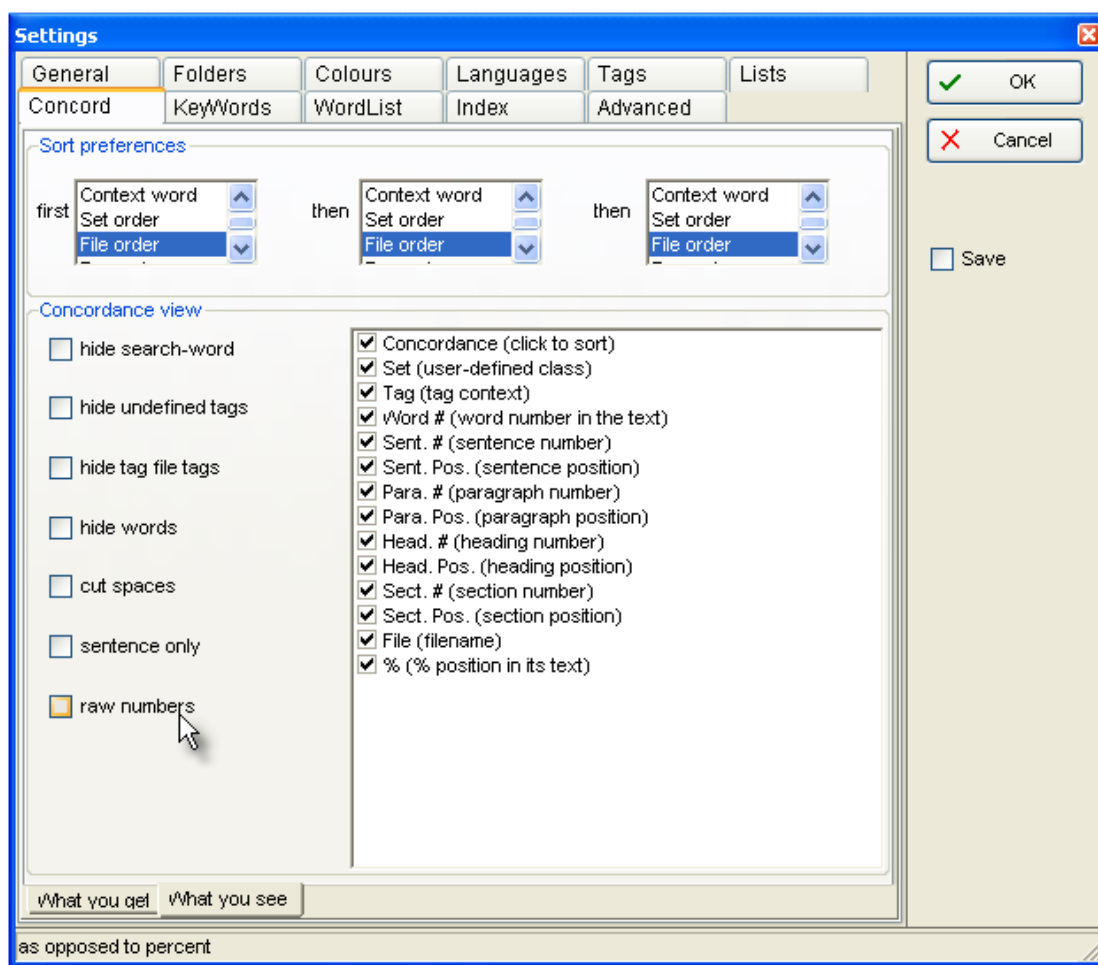 Settings
General Folders Colours Languages Tags Lists
Concord KeyWords WordList Index Advanced
OK
Cancel
Save
Sort preferences
first
Context word
Set order
File order
then
Context word
Set order
File order
then
Context word
Set order
File order
Concordance view
hide search-word
hide undefined tags
hide tag file tags
hide words
cut spaces
sentence only
raw numbers
Concordance (click to sort)
Set (user-defined class)
Tag (tag context)
Word # (word number in the text)
Sent. # (sentence number)
Sent. Pos. (sentence position)
Para. # (paragraph number)
Para. Pos. (paragraph position)
Head. # (heading number)
Head. Pos. (heading position)
Sect. # (section number)
Sect. Pos. (section position)
File (filename)
% (% position in its text)
What you get What you see
as opposed to percent